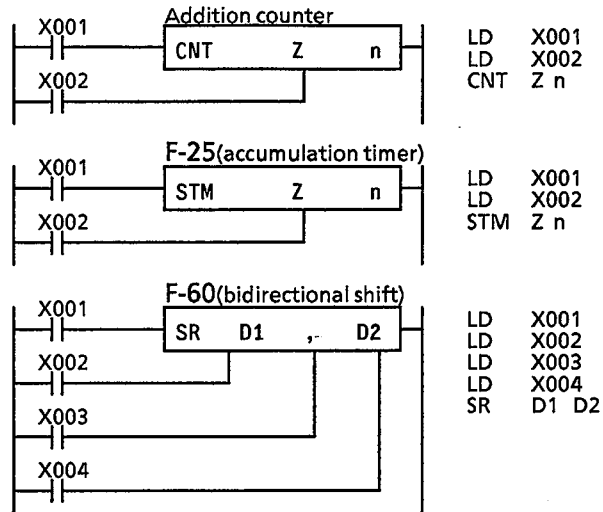 Addition counter
X001
CNT Z n
X002
LD X001
LD X002
CNT Z n
F-25(accumulation timer)
X001
STM Z n
X002
LD X001
LD X002
STM Z n
F-60(bidirectional shift)
X001
SR D1 , D2
X002
X003
X004
LD X001
LD X002
LD X003
LD X004
SR D1 D2